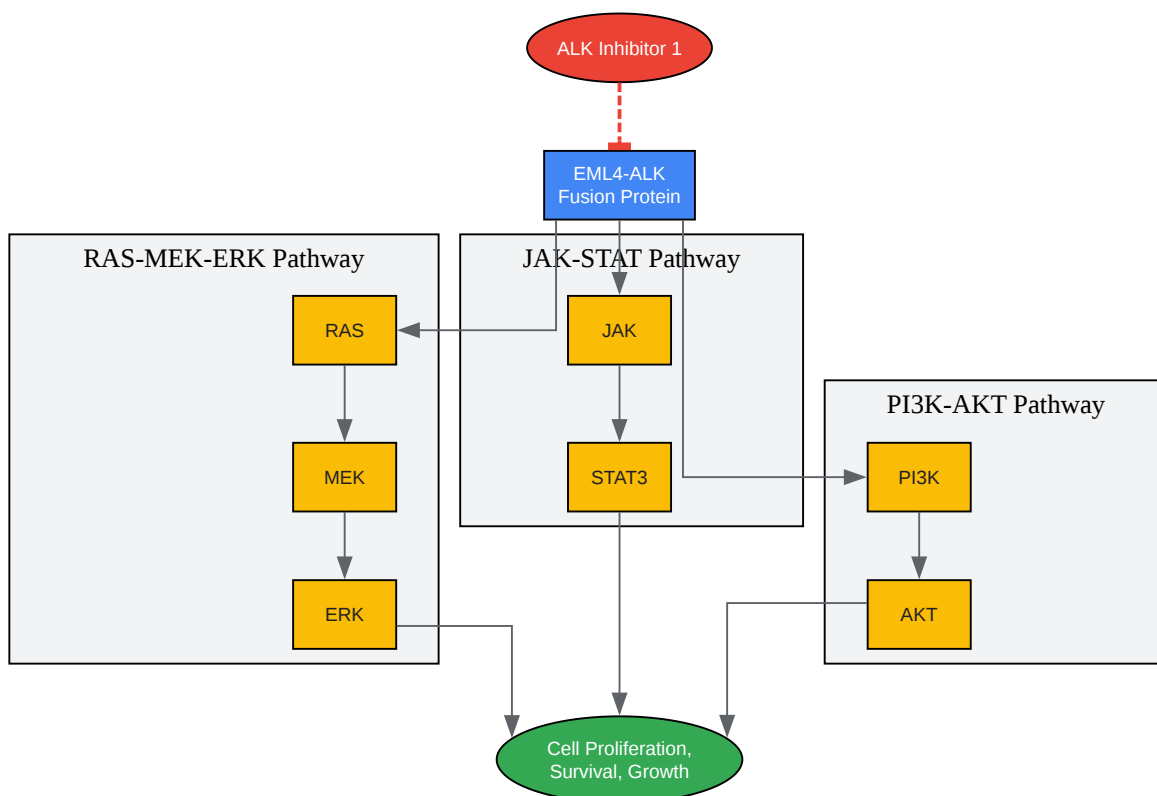 ALK Inhibitor 1
EML4-ALK
Fusion Protein
RAS-MEK-ERK Pathway
JAK-STAT Pathway
RAS
JAK
PI3K-AKT Pathway
MEK
STAT3
PI3K
ERK
AKT
Cell Proliferation,
Survival, Growth